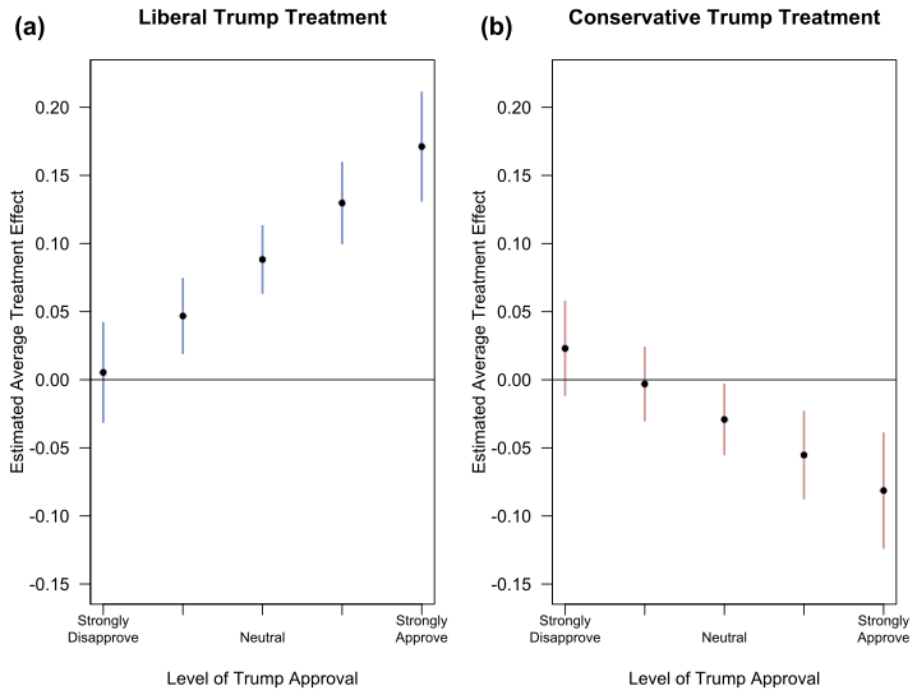 (a) Liberal Trump Treatment
Estimated Average Treatment Effect
0.20
0.15
0.10
0.05
0.00
-0.05
-0.10
-0.15
Strongly
Disapprove
Neutral
Strongly
Approve
Level of Trump Approval
(b) Conservative Trump Treatment
Estimated Average Treatment Effect
0.20
0.15
0.10
0.05
0.00
-0.05
-0.10
-0.15
Strongly
Disapprove
Neutral
Strongly
Approve
Level of Trump Approval